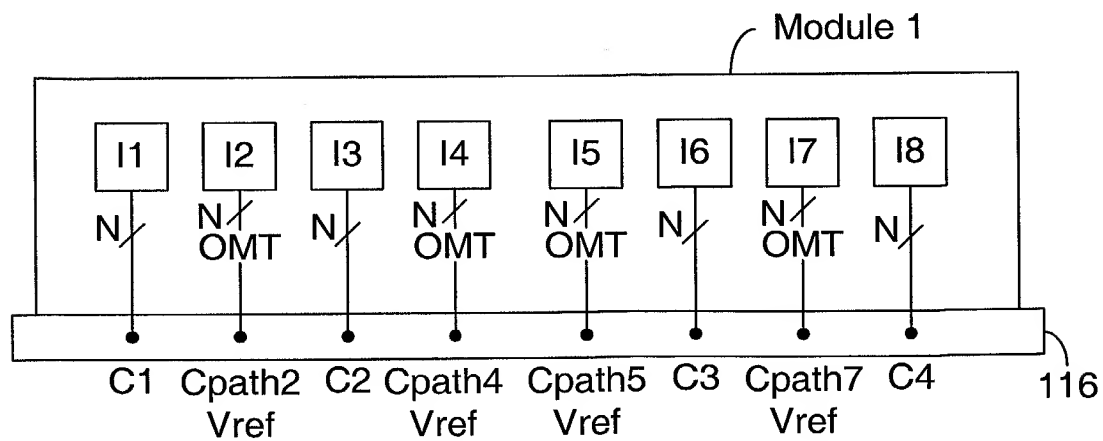 Module 1
I1 I2 I3 I4 I5 I6 I7 I8
N N N N N N N N
OMT OMT OMT OMT
C1 Cpath2 C2 Cpath4 Cpath5 C3 Cpath7 C4 116
Vref Vref Vref Vref